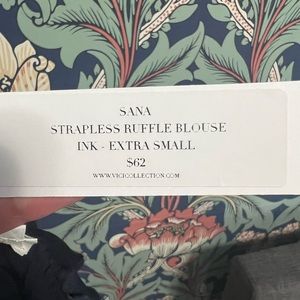 SANA
STRAPLESS RUFFLE BLOUSE
INK - EXTRA SMALL
$62
WWW.VICICOLLECTION.COM